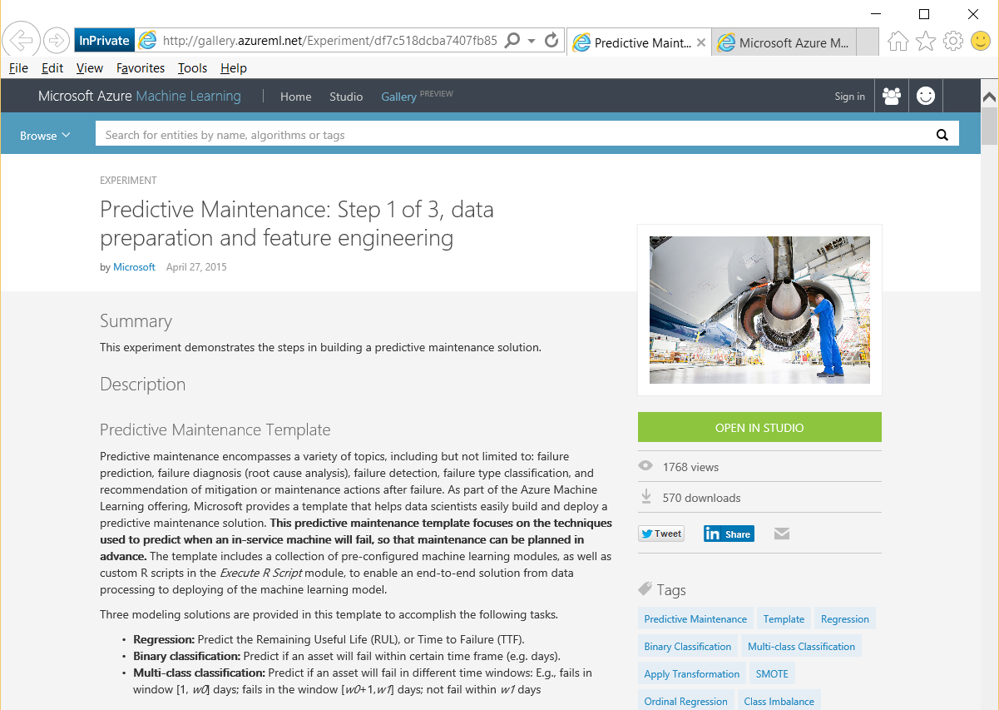 InPrivate
http://gallery.azureml.net/Experiment/df7c518dcba7407fb85
Predictive Maint...
Microsoft Azure M...
File Edit View Favorites Tools Help
Microsoft Azure Machine Learning | Home Studio Gallery PREVIEW Sign in
Browse Search for entities by name, algorithms or tags
EXPERIMENT
Predictive Maintenance: Step 1 of 3, data
preparation and feature engineering
by Microsoft April 27, 2015
Summary
This experiment demonstrates the steps in building a predictive maintenance solution.
Description
Predictive Maintenance Template
Predictive maintenance encompasses a variety of topics, including but not limited to: failure
prediction, failure diagnosis (root cause analysis), failure detection, failure type classification, and
recommendation of mitigation or maintenance actions after failure. As part of the Azure Machine
Learning offering, Microsoft provides a template that helps data scientists easily build and deploy a
predictive maintenance solution. This predictive maintenance template focuses on the techniques
used to predict when an in-service machine will fail, so that maintenance can be planned in
advance. The template includes a collection of pre-configured machine learning modules, as well as
custom R scripts in the Execute R Script module, to enable an end-to-end solution from data
processing to deploying of the machine learning model.
Three modeling solutions are provided in this template to accomplish the following tasks.
• Regression: Predict the Remaining Useful Life (RUL), or Time to Failure (TTF).
• Binary classification: Predict if an asset will fail within certain time frame (e.g. days).
• Multi-class classification: Predict if an asset will fail in different time windows: E.g., fails in
window [1, w0] days; fails in the window [w0+1,w1] days; not fail within w1 days
OPEN IN STUDIO
1768 views
570 downloads
Tweet in Share
Tags
Predictive Maintenance Template Regression
Binary Classification Multi-class Classification
Apply Transformation SMOTE
Ordinal Regression Class Imbalance